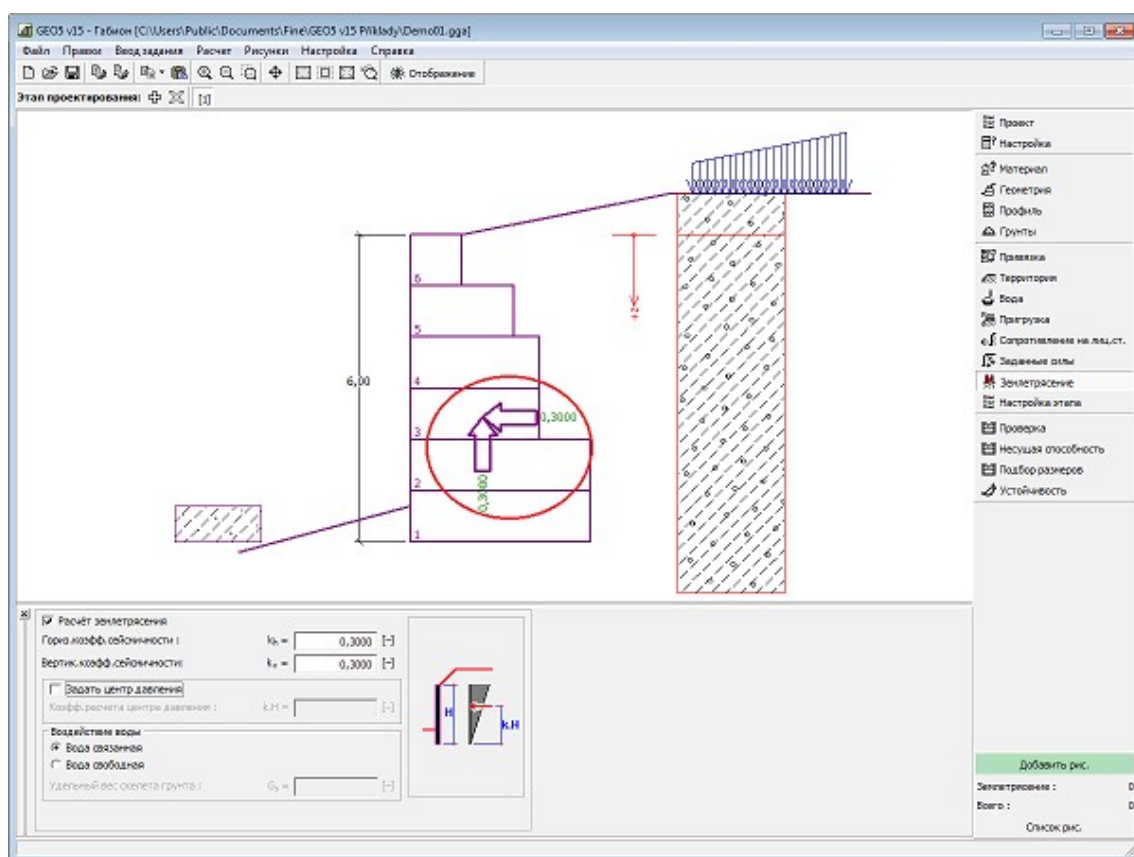 GEO5 v15 - Габион [C:\Users\Public\Documents\Fine\GEO5 v15 Příklady\Demo01.gga]
Файл Правки Ввод задания Расчет Рисунки Настройка Справка
Отображение
Этап проектирования: [1]
6,00
6
5
4
3
2
1
0,3000
0,3000
+z
Проект
Настройка
Материал
Геометрия
Профиль
Грунты
Привязка
Территория
Вода
Пригрузка
Сопротивление на лиц.ст.
Заданные силы
Землетрясение
Настройка этапа
Проверка
Несущая способность
Подбор размеров
Устойчивость
Расчёт землетрясения
Гориз.коэфф.сейсмичности : kh = 0,3000 [-]
Вертик.коэфф.сейсмичности: kv = 0,3000 [-]
Задать центр давления
Коэфф.расчета центра давления : k.H = [-]
Воздействие воды
Вода связанная
Вода свободная
Удельный вес скелета грунта : Gs = [-]
H
k.H
Добавить рис.
Землетрясение : 0
Всего : 0
Список рис.